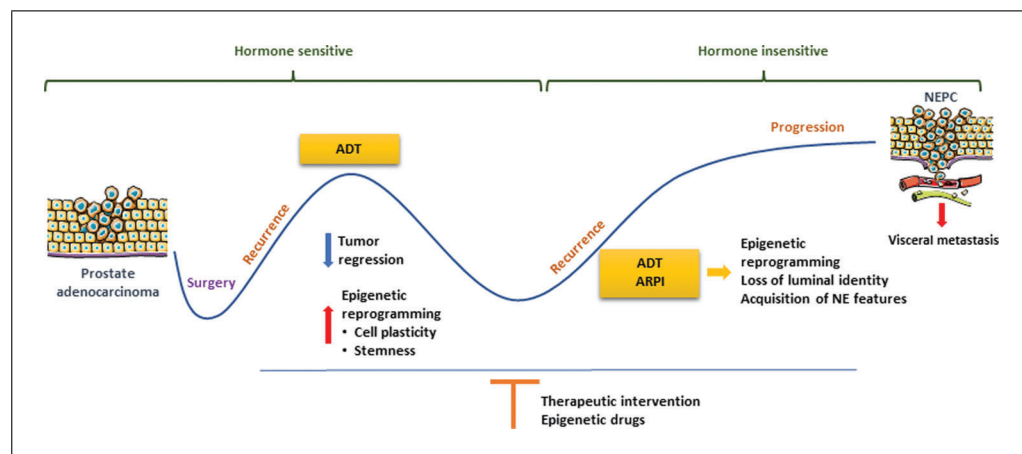 Hormone sensitive
Hormone insensitive
NEPC
Progression
ADT
Recurrence
Surgery
Prostate
adenocarcinoma
Tumor
regression
Epigenetic
reprogramming
• Cell plasticity
• Stemness
Recurrence
ADT
ARPI
Epigenetic
reprogramming
Loss of luminal identity
Acquisition of NE features
Visceral metastasis
Therapeutic intervention
Epigenetic drugs